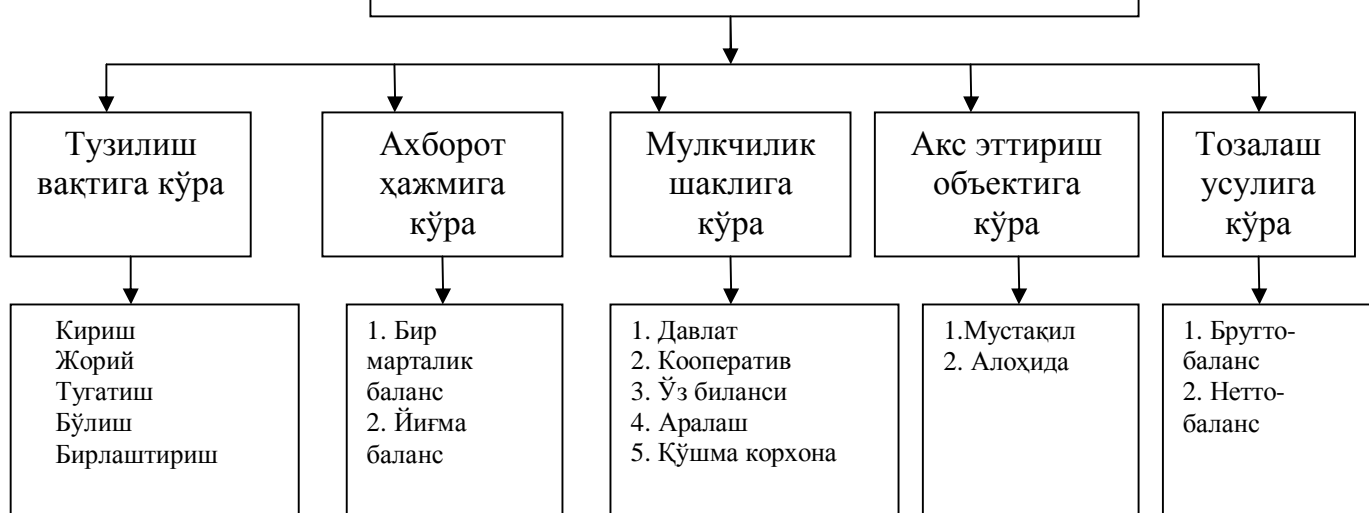 Тузилиш
вақтига кўра
Ахборот
ҳажмига
кўра
Мулкчилик
шаклига
кўра
Акс эттириш
объектига
кўра
Тозалаш
усулига
кўра
Кириш
Жорий
Тугатиш
Бўлиш
Бирлаштириш
1. Бир
марталик
баланс
2. Йиғма
баланс
1. Давлат
2. Кооператив
3. Ўз биланси
4. Аралаш
5. Қўшма корхона
1.Мустақил
2. Алоҳида
1. Брутто-
баланс
2. Нетто-
баланс